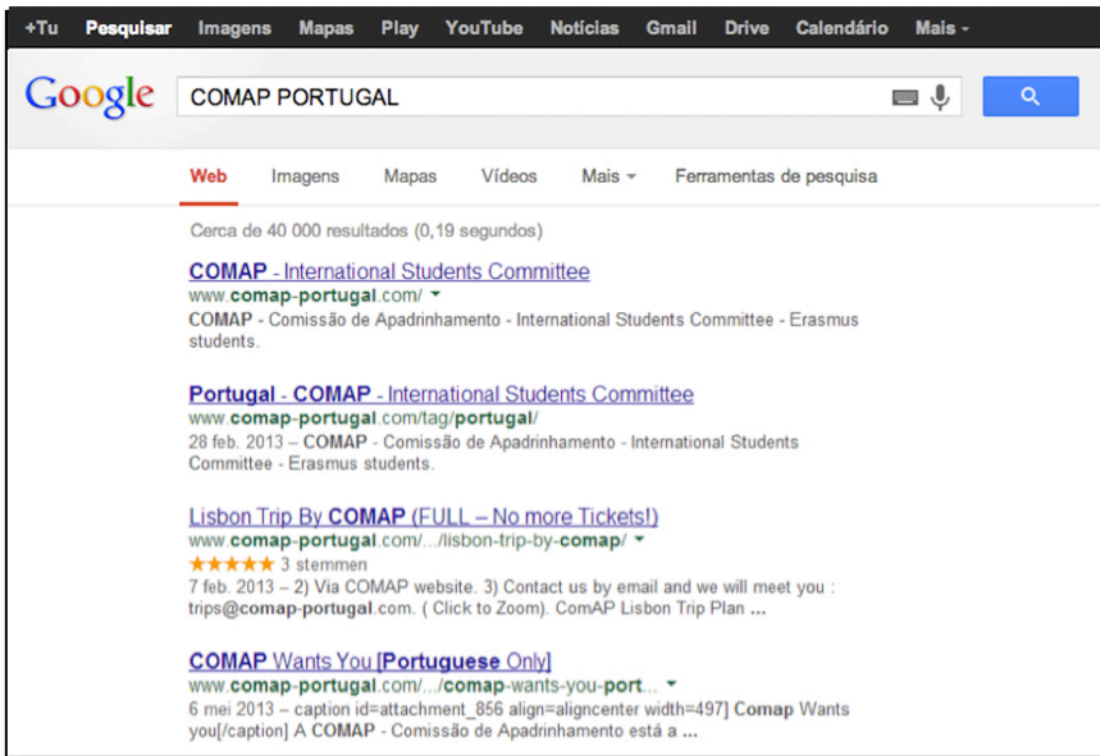 +Tu Pesquisar Imagens Mapas Play YouTube Notícias Gmail Drive Calendário Mais
Google COMAP PORTUGAL
Web Imagens Mapas Vídeos Mais Ferramentas de pesquisa
Cerca de 40 000 resultados (0,19 segundos)
COMAP - International Students Committee
www.comap-portugal.com/
COMAP - Comissão de Apadrinhamento - International Students Committee - Erasmus
students.
Portugal - COMAP - International Students Committee
www.comap-portugal.com/tag/portugal/
28 feb. 2013 – COMAP - Comissão de Apadrinhamento - International Students
Committee - Erasmus students.
Lisbon Trip By COMAP (FULL – No more Tickets!)
www.comap-portugal.com/.../lisbon-trip-by-comap/
3 stemmen
7 feb. 2013 – 2) Via COMAP website. 3) Contact us by email and we will meet you :
trips@comap-portugal.com. ( Click to Zoom). ComAP Lisbon Trip Plan ...
COMAP Wants You [Portuguese Only]
www.comap-portugal.com/.../comap-wants-you-port...
6 mei 2013 – caption id=attachment_856 align=aligncenter width=497] Comap Wants
you[/caption] A COMAP - Comissão de Apadrinhamento está a ...